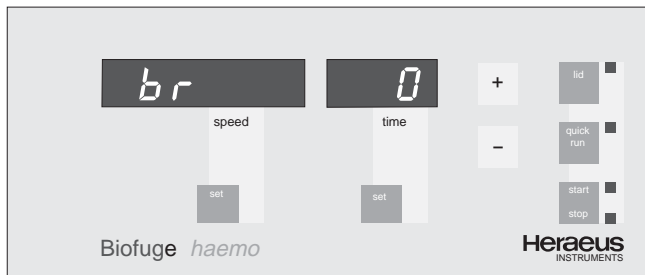 br 0
speed time
+
-
set set
lid
quick
run
start
stop
Biofuge haemo
Heraeus
INSTRUMENTS